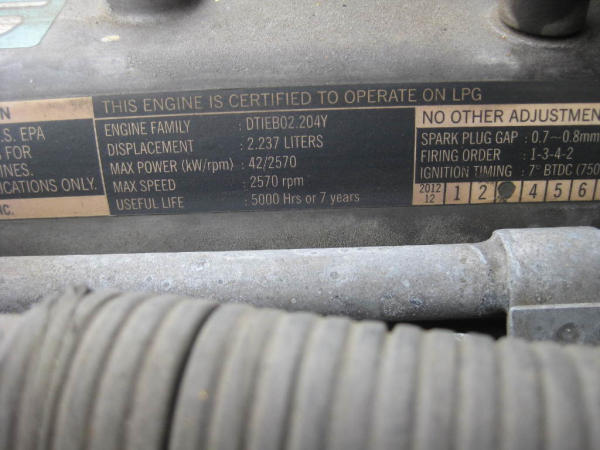 N
.S. EPA
S FOR
INES.
ICATIONS ONLY.
NC.
THIS ENGINE IS CERTIFIED TO OPERATE ON LPG
ENGINE FAMILY : DTIEB02.204Y
DISPLACEMENT : 2.237 LITERS
MAX POWER (kW/rpm) : 42/2570
MAX SPEED : 2570 rpm
USEFUL LIFE : 5000 Hrs or 7 years
NO OTHER ADJUSTMEN
SPARK PLUG GAP : 0.7~0.8mm
FIRING ORDER : 1-3-4-2
IGNITION TIMING : 7° BTDC (750
2012 12 1 2 4 5 6